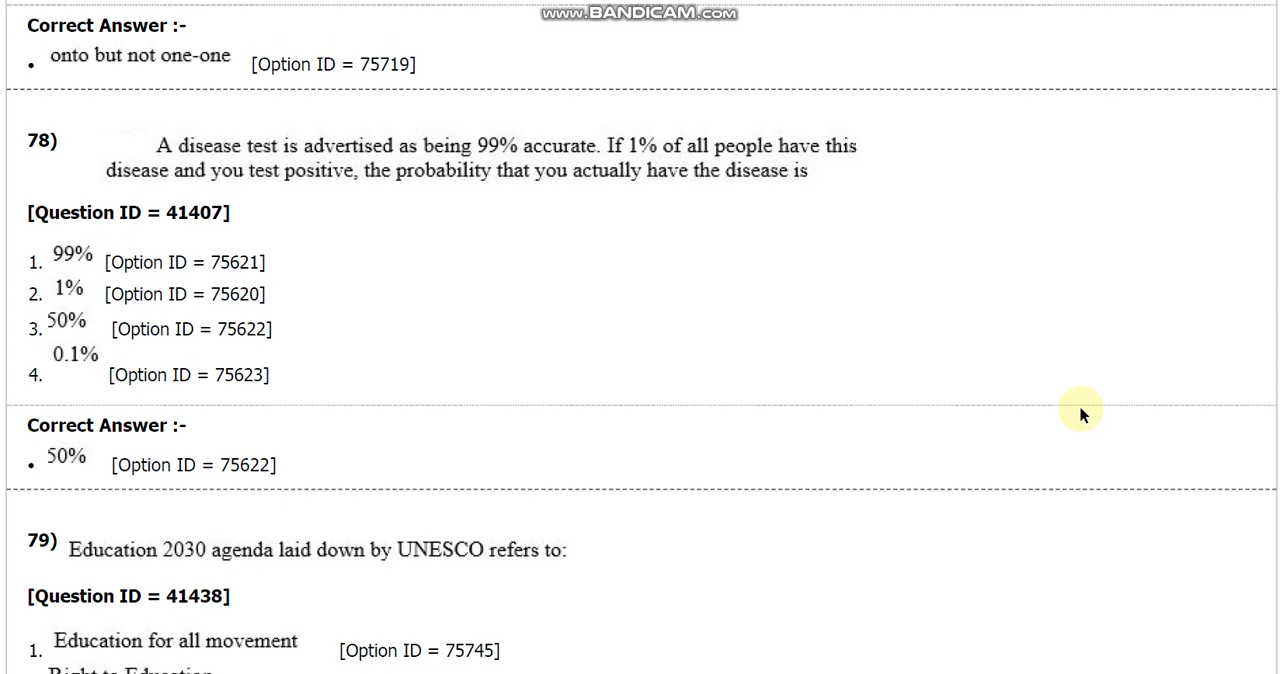 www.BANDICAM.com
Correct Answer :-
• onto but not one-one [Option ID = 75719]
78) A disease test is advertised as being 99% accurate. If 1% of all people have this
disease and you test positive, the probability that you actually have the disease is
[Question ID = 41407]
1. 99% [Option ID = 75621]
2. 1% [Option ID = 75620]
3. 50% [Option ID = 75622]
0.1%
4. [Option ID = 75623]
Correct Answer :-
• 50% [Option ID = 75622]
79) Education 2030 agenda laid down by UNESCO refers to:
[Question ID = 41438]
1. Education for all movement [Option ID = 75745]
Right to Education